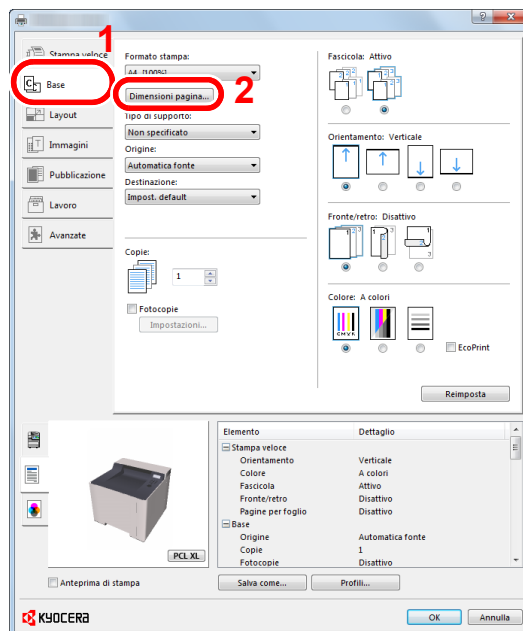 1
Stampa veloce
Base
Layout
Immagini
Pubblicazione
Lavoro
Avanzate
Formato stampa:
A4 [100%]
Dimensioni pagina...
2
Tipo di supporto:
Non specificato
Origine:
Automatica fonte
Destinazione:
Impost. default
Copie:
1
Fotocopie
Impostazioni...
Fascicola: Attivo
Orientamento: Verticale
Fronte/retro: Disattivo
Colore: A colori
CMYK
EcoPrint
Reimposta
PCL XL
Anteprima di stampa
Elemento Dettaglio
Stampa veloce
Orientamento Verticale
Colore A colori
Fascicola Attivo
Fronte/retro Disattivo
Pagine per foglio Disattivo
Base
Origine Automatica fonte
Copie 1
Fotocopie Disattivo
Salva come... Profili...
KYOCERA
OK Annulla